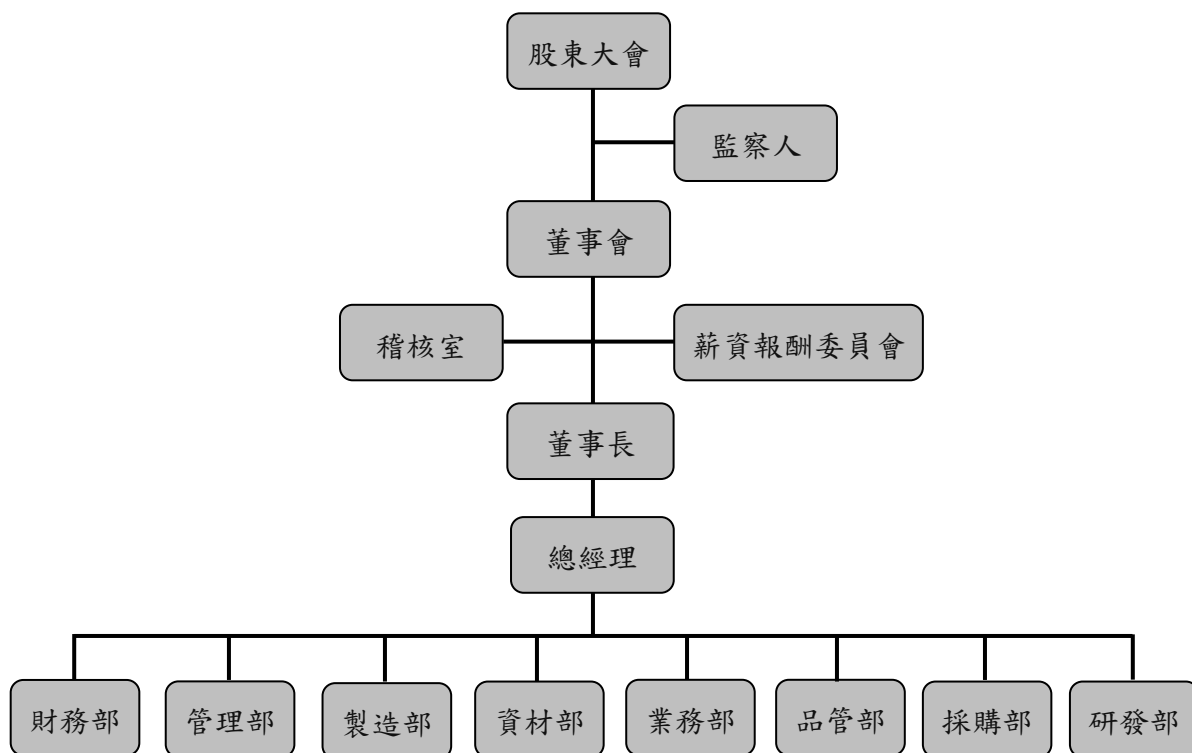 股東大會
監察人
董事會
稽核室
薪資報酬委員會
董事長
總經理
財務部
管理部
製造部
資材部
業務部
品管部
採購部
研發部